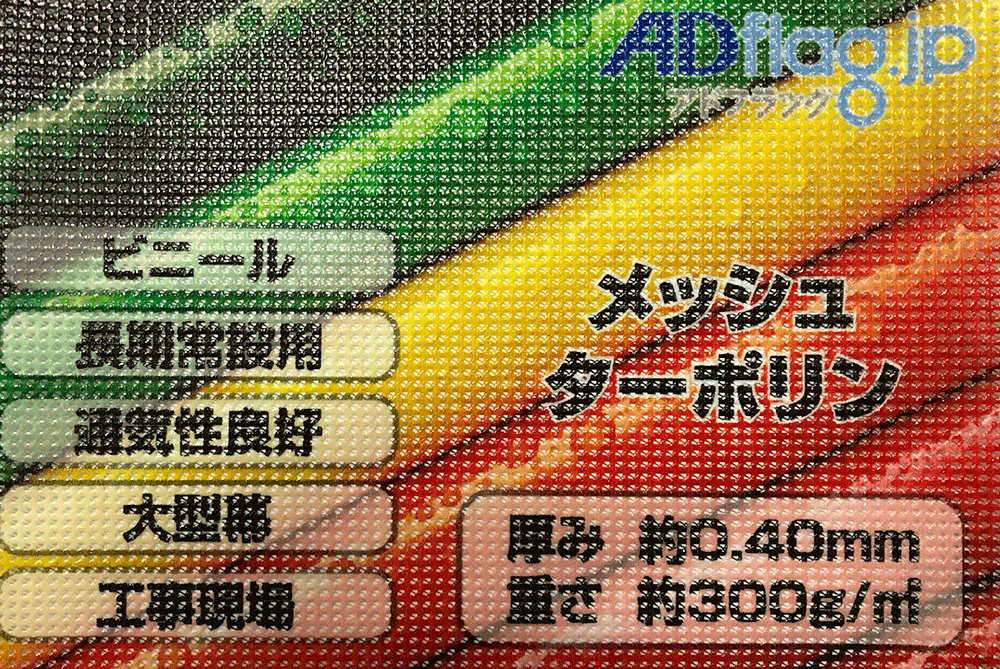 ADflag.jp
アドフラッグ
ビニール
長期常設用
通気性良好
大型幕
工事現場
メッシュ
ターポリン
厚み 約0.40mm
重さ 約300g/㎡